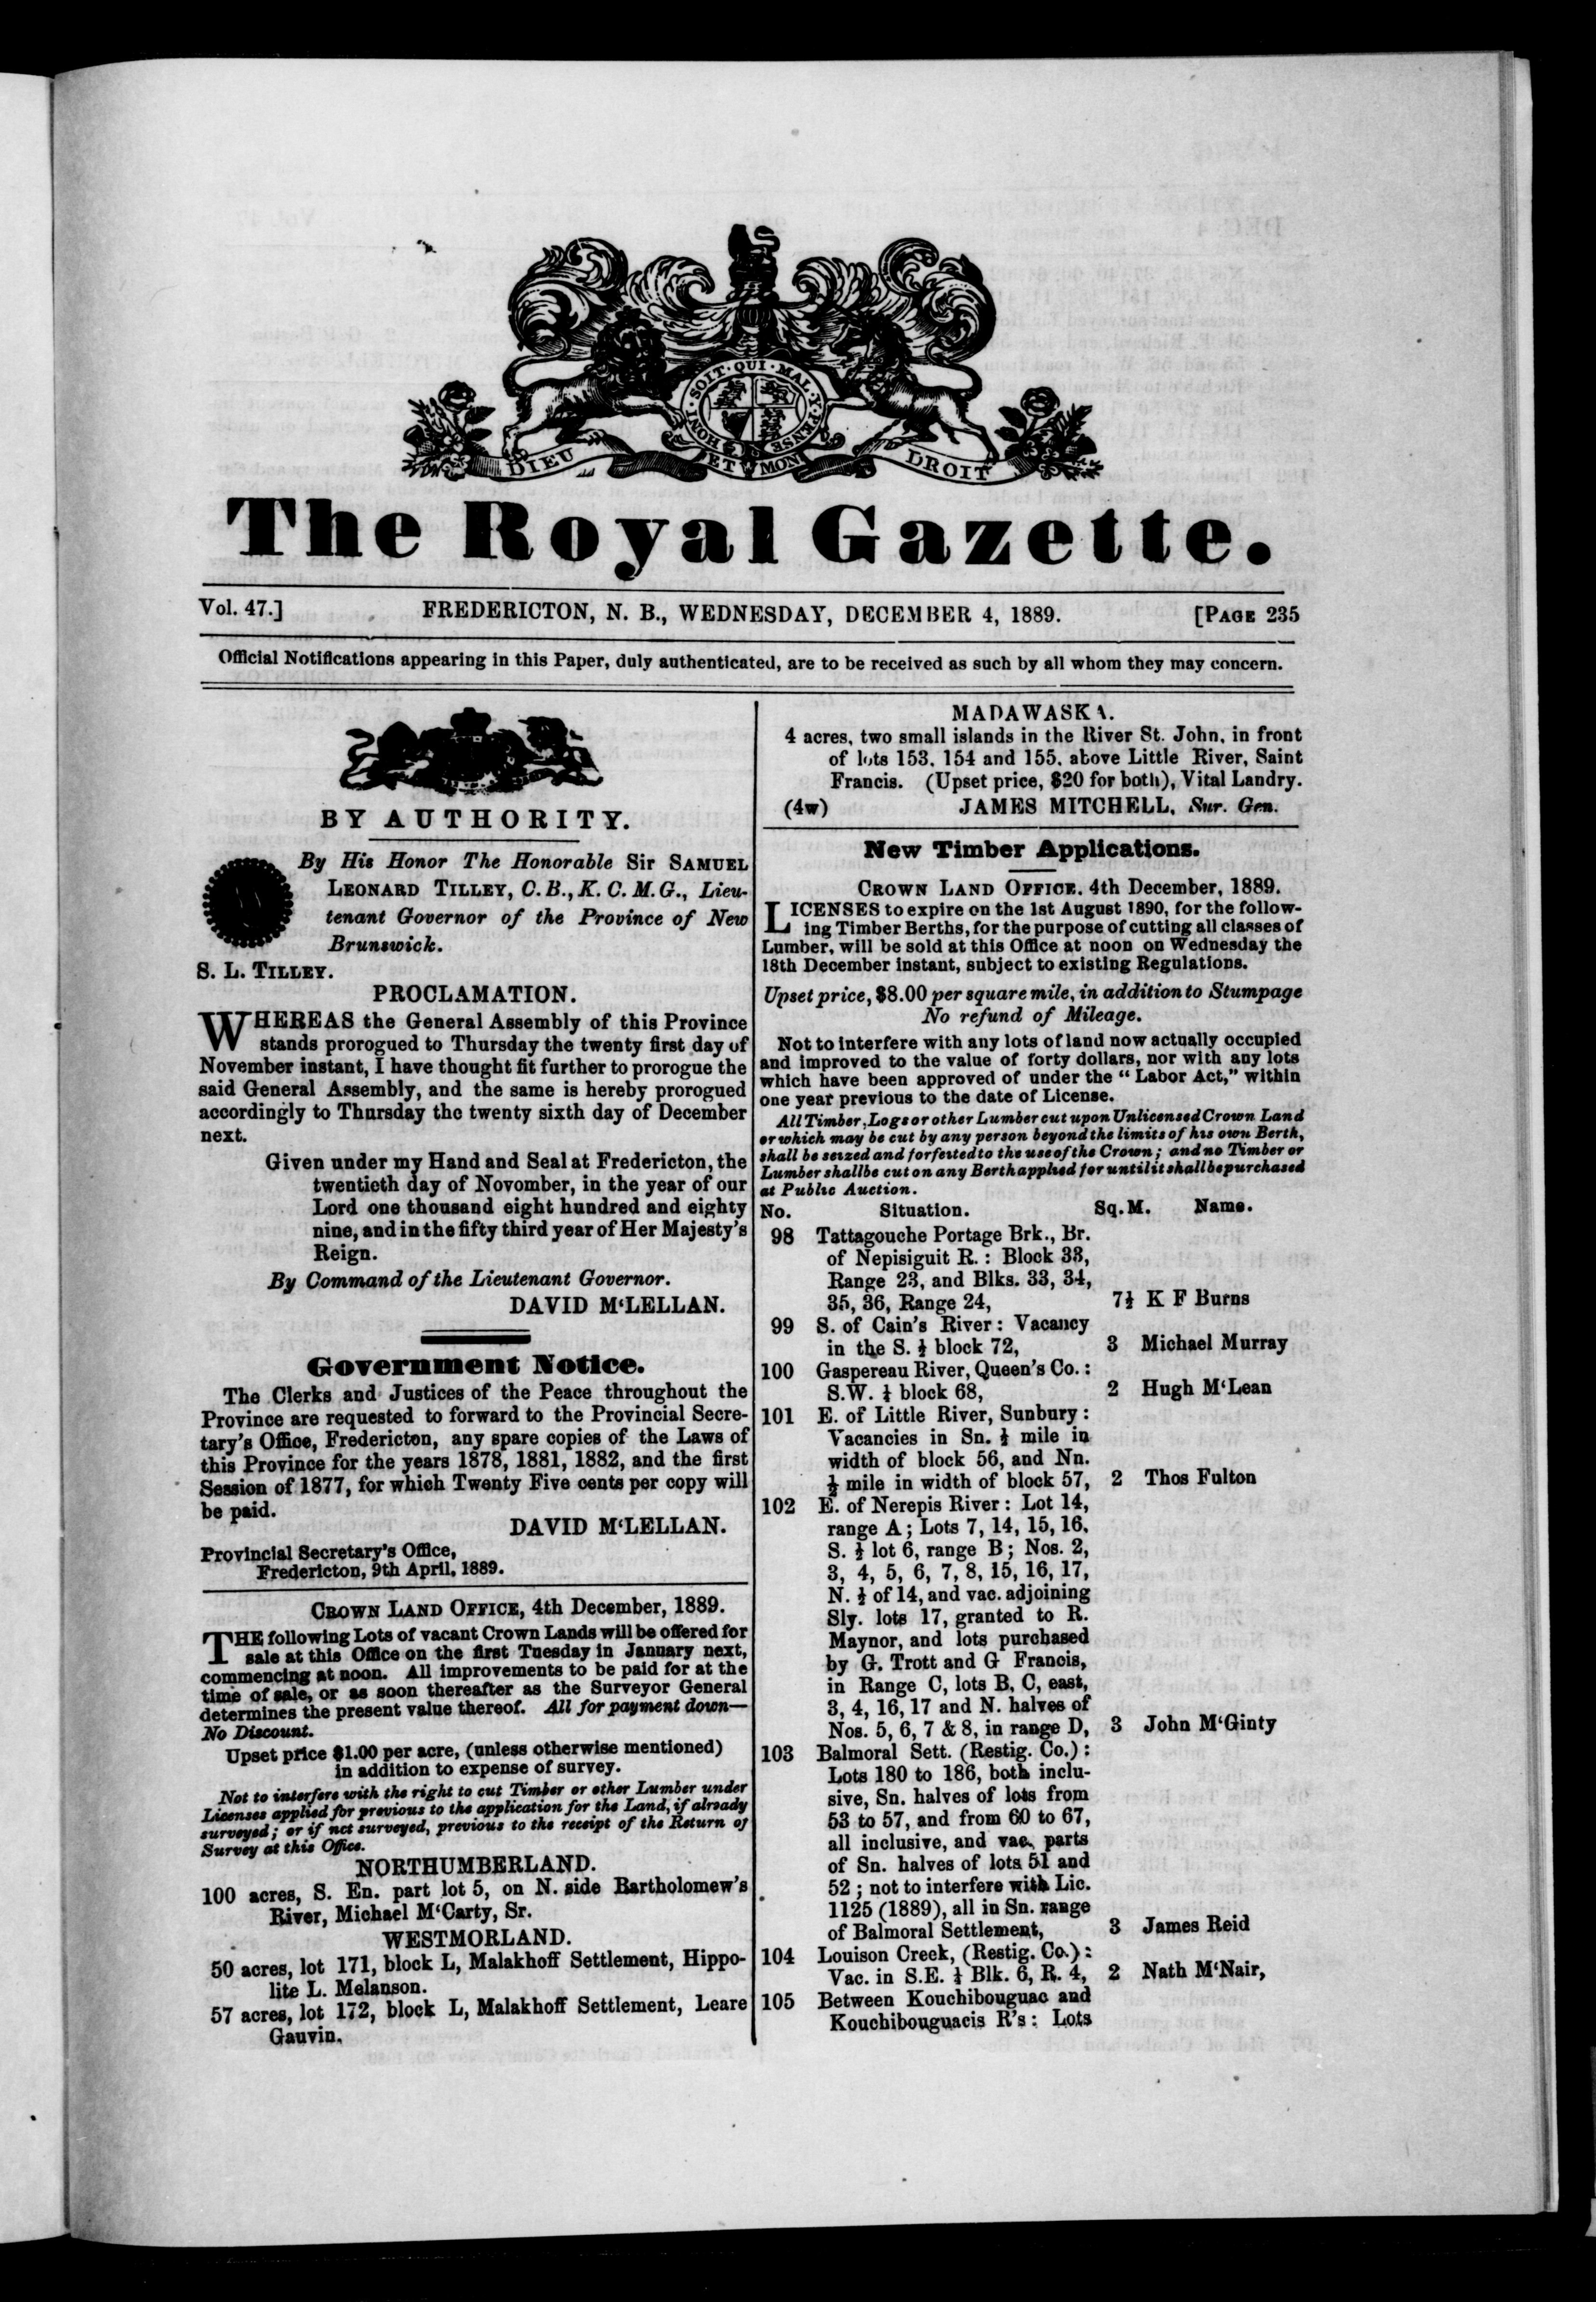 HONI · SOIT · QUI · MAL · Y · PENSE
DIEU ET MON DROIT
The Royal Gazette.
Vol. 47.] FREDERICTON, N. B., WEDNESDAY, DECEMBER 4, 1889. [PAGE 235
Official Notifications appearing in this Paper, duly authenticated, are to be received as such by all whom they may concern.
BY AUTHORITY.
By His Honor The Honorable Sir SAMUEL
LEONARD TILLEY, C. B., K. C. M. G., Lieu-
tenant Governor of the Province of New
Brunswick.
S. L. TILLEY.
PROCLAMATION.
WHEREAS the General Assembly of this Province
stands prorogued to Thursday the twenty first day of
November instant, I have thought fit further to prorogue the
said General Assembly, and the same is hereby prorogued
accordingly to Thursday the twenty sixth day of December
next.
Given under my Hand and Seal at Fredericton, the
twentieth day of Novomber, in the year of our
Lord one thousand eight hundred and eighty
nine, and in the fifty third year of Her Majesty's
Reign.
By Command of the Lieutenant Governor.
DAVID M'LELLAN.
Government Notice.
The Clerks and Justices of the Peace throughout the
Province are requested to forward to the Provincial Secre-
tary's Office, Fredericton, any spare copies of the Laws of
this Province for the years 1878, 1881, 1882, and the first
Session of 1877, for which Twenty Five cents per copy will
be paid.
DAVID M'LELLAN.
Provincial Secretary's Office,
Fredericton, 9th April, 1889.
CROWN LAND OFFICE, 4th December, 1889.
THE following Lots of vacant Crown Lands will be offered for
sale at this Office on the first Tuesday in January next,
commencing at noon. All improvements to be paid for at the
time of sale, or as soon thereafter as the Surveyor General
determines the present value thereof. All for payment down—
No Discount.
Upset price $1.00 per acre, (unless otherwise mentioned)
in addition to expense of survey.
Not to interfere with the right to cut Timber or other Lumber under
Licenses applied for previous to the application for the Land, if already
surveyed; or if not surveyed, previous to the receipt of the Return of
Survey at this Office.
NORTHUMBERLAND.
100 acres, S. En. part lot 5, on N. side Bartholomew's
River, Michael M'Carty, Sr.
WESTMORLAND.
50 acres, lot 171, block L, Malakhoff Settlement, Hippo-
lite L. Melanson.
57 acres, lot 172, block L, Malakhoff Settlement, Leare
Gauvin.
MADAWASKA.
4 acres, two small islands in the River St. John, in front
of lots 153, 154 and 155, above Little River, Saint
Francis. (Upset price, $20 for both), Vital Landry.
(4w) JAMES MITCHELL, Sur. Gen.
New Timber Applications.
CROWN LAND OFFICE, 4th December, 1889.
LICENSES to expire on the 1st August 1890, for the follow-
ing Timber Berths, for the purpose of cutting all classes of
Lumber, will be sold at this Office at noon on Wednesday the
18th December instant, subject to existing Regulations.
Upset price, $8.00 per square mile, in addition to Stumpage
No refund of Mileage.
Not to interfere with any lots of land now actually occupied
and improved to the value of forty dollars, nor with any lots
which have been approved of under the "Labor Act," within
one year previous to the date of License.
All Timber, Logs or other Lumber cut upon Unlicensed Crown Land
or which may be cut by any person beyond the limits of his own Berth,
shall be seized and forfeited to the use of the Crown; and no Timber or
Lumber shall be cut on any Berth applied for until it shall be purchased
at Public Auction.
No. Situation. Sq. M. Name.
98 Tattagouche Portage Brk., Br.
of Nepisiguit R.: Block 33,
Range 23, and Blks. 33, 34,
35, 36, Range 24, 7½ K F Burns
99 S. of Cain's River: Vacancy
in the S. ½ block 72, 3 Michael Murray
100 Gaspereau River, Queen's Co.:
S.W. ¼ block 68, 2 Hugh M'Lean
101 E. of Little River, Sunbury:
Vacancies in Sn. ½ mile in
width of block 56, and Nn.
½ mile in width of block 57, 2 Thos Fulton
102 E. of Nerepis River: Lot 14,
range A; Lots 7, 14, 15, 16,
S. ½ lot 6, range B; Nos. 2,
3, 4, 5, 6, 7, 8, 15, 16, 17,
N. ½ of 14, and vac. adjoining
Sly. lots 17, granted to R.
Maynor, and lots purchased
by G. Trott and G Francis,
in Range C, lots B, C, east,
3, 4, 16, 17 and N. halves of
Nos. 5, 6, 7 & 8, in range D, 3 John M'Ginty
103 Balmoral Sett. (Restig. Co.):
Lots 180 to 186, both inclu-
sive, Sn. halves of lots from
53 to 57, and from 60 to 67,
all inclusive, and vac. parts
of Sn. halves of lots 51 and
52; not to interfere with Lic.
1125 (1889), all in Sn. range
of Balmoral Settlement, 3 James Reid
104 Louison Creek, (Restig. Co.):
Vac. in S.E. ¼ Blk. 6, R. 4, 2 Nath M'Nair,
105 Between Kouchibouguac and
Kouchibouguacis R's: Lots